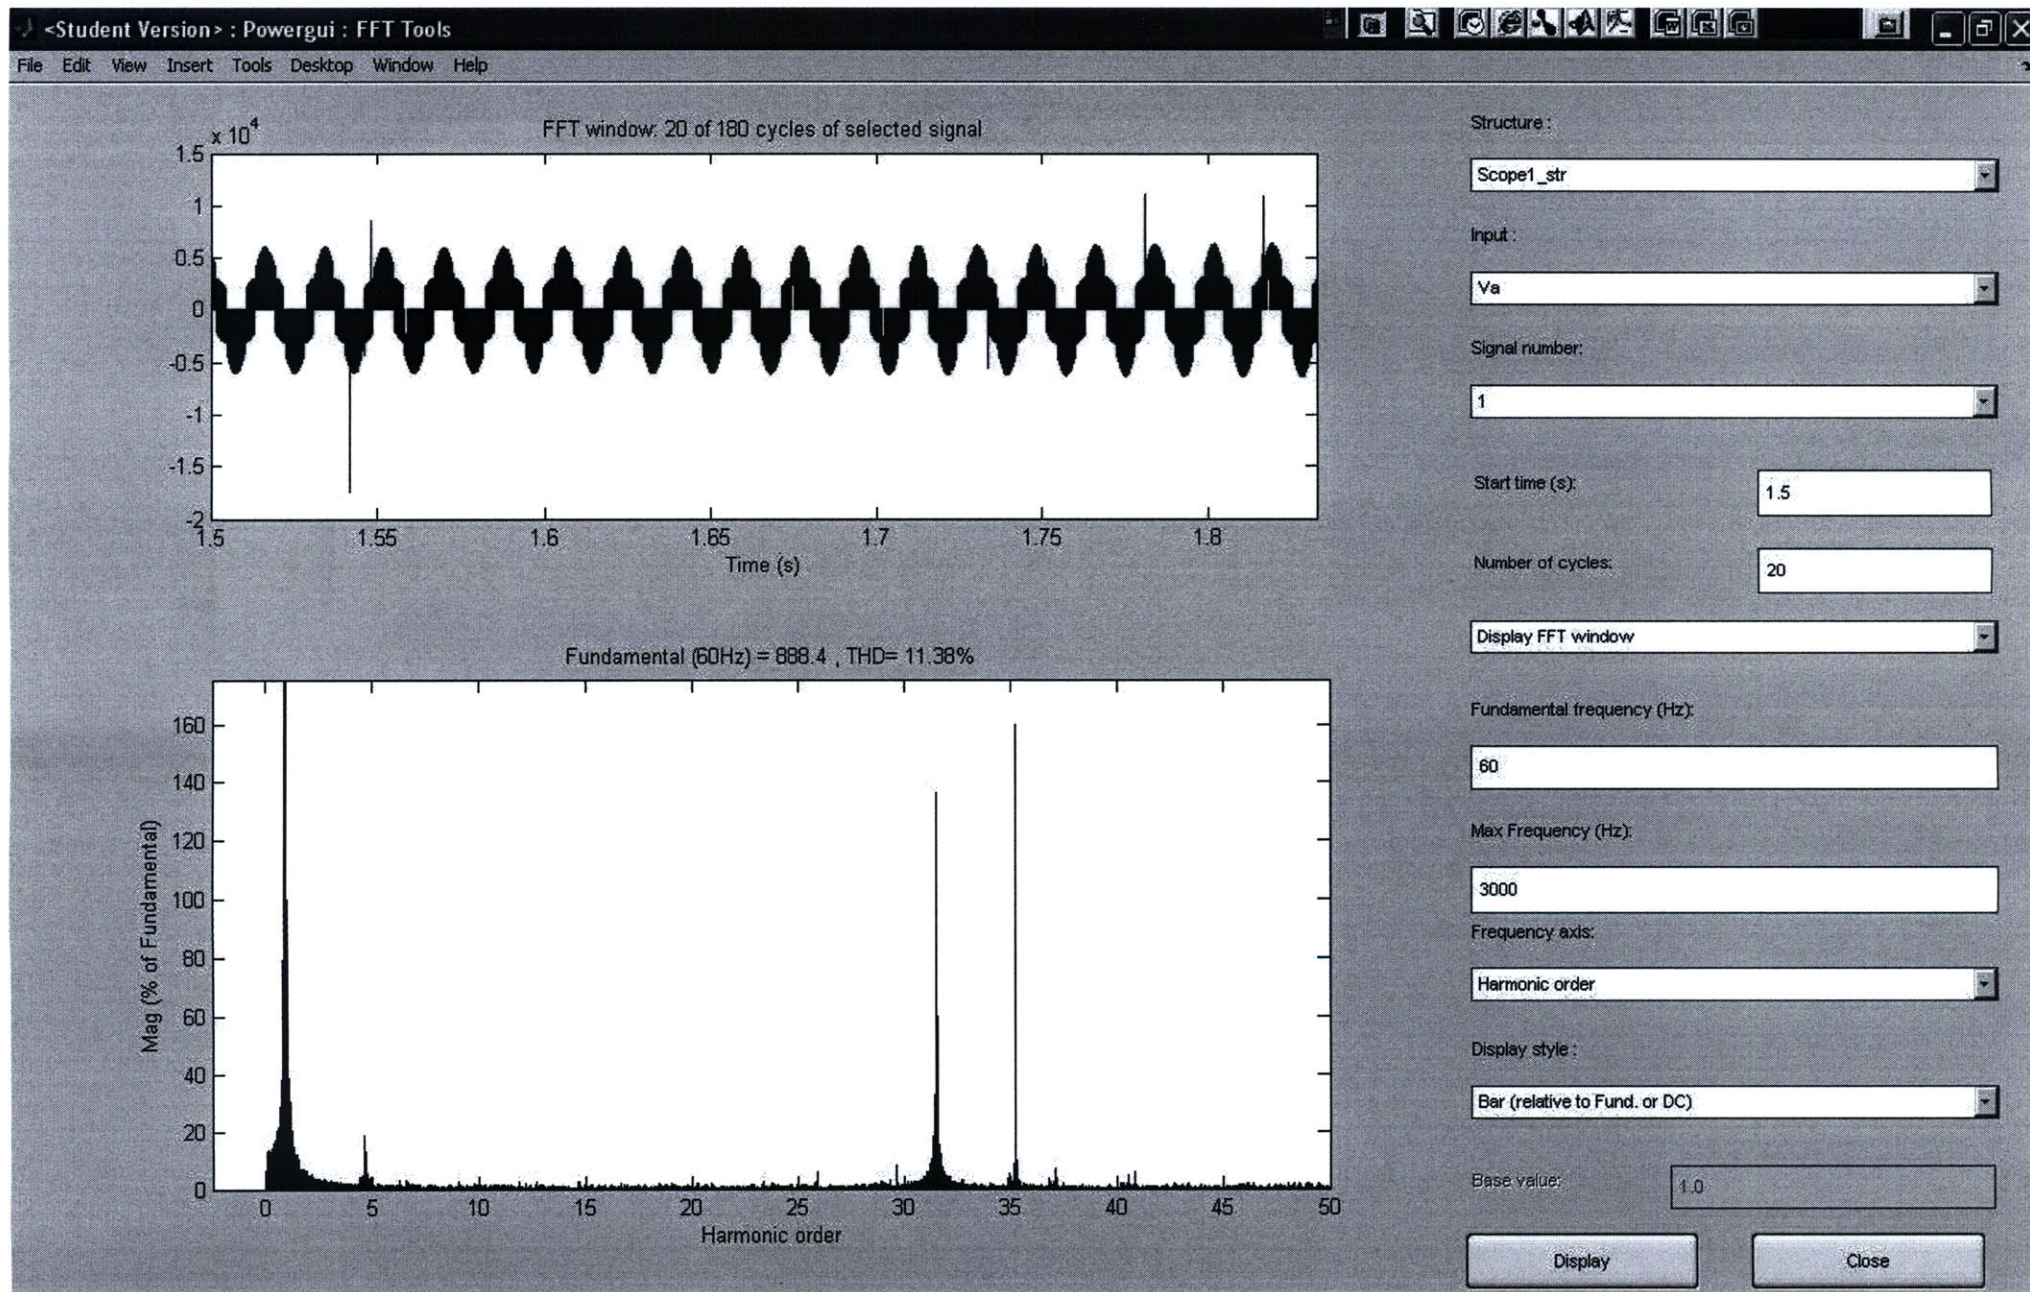 <Student Version> : Powergui : FFT Tools
File Edit View Insert Tools Desktop Window Help
FFT window: 20 of 180 cycles of selected signal
x 10^4
1.5
1
0.5
0
-0.5
-1
-1.5
-2
1.5 1.55 1.6 1.65 1.7 1.75 1.8
Time (s)
Fundamental (60Hz) = 888.4 , THD= 11.38%
Mag (% of Fundamental)
160
140
120
100
80
60
40
20
0
0 5 10 15 20 25 30 35 40 45 50
Harmonic order
Structure :
Scope1_str
Input :
Va
Signal number:
1
Start time (s): 1.5
Number of cycles: 20
Display FFT window
Fundamental frequency (Hz):
60
Max Frequency (Hz):
3000
Frequency axis:
Harmonic order
Display style :
Bar (relative to Fund. or DC)
Base value: 1.0
Display Close